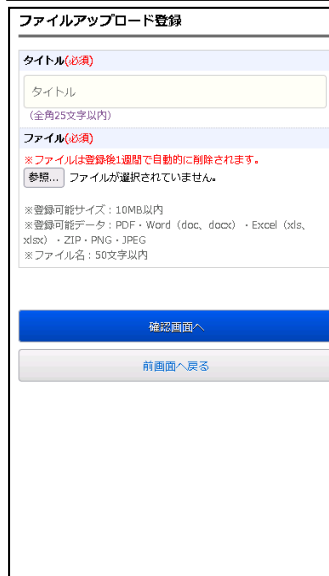 ファイルアップロード登録
タイトル(必須)
タイトル
(全角25文字以内)
ファイル(必須)
※ファイルは登録後1週間で自動的に削除されます。
参照... ファイルが選択されていません。
※登録可能サイズ：10MB以内
※登録可能データ：PDF・Word（doc、docx）・Excel（xls、
xlsx）・ZIP・PNG・JPEG
※ファイル名：50文字以内
確認画面へ
前画面へ戻る